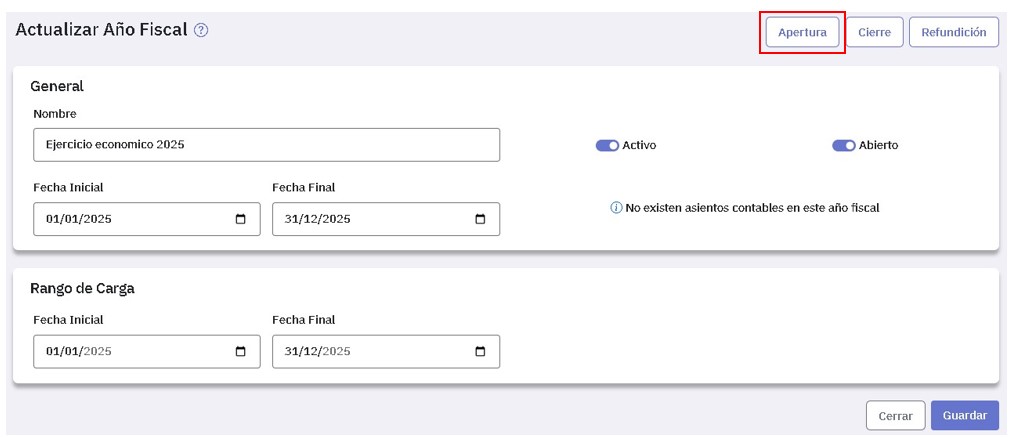 Actualizar Año Fiscal
Apertura Cierre Refundición
General
Nombre
Ejercicio economico 2025
Activo Abierto
Fecha Inicial Fecha Final
01/01/2025 31/12/2025
No existen asientos contables en este año fiscal
Rango de Carga
Fecha Inicial Fecha Final
01/01/2025 31/12/2025
Cerrar Guardar